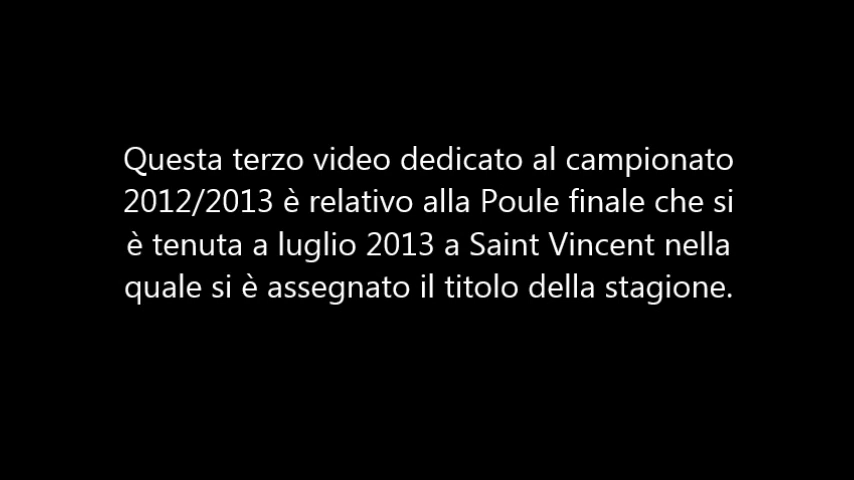 Questa terzo video dedicato al campionato
2012/2013 è relativo alla Poule finale che si
è tenuta a luglio 2013 a Saint Vincent nella
quale si è assegnato il titolo della stagione.